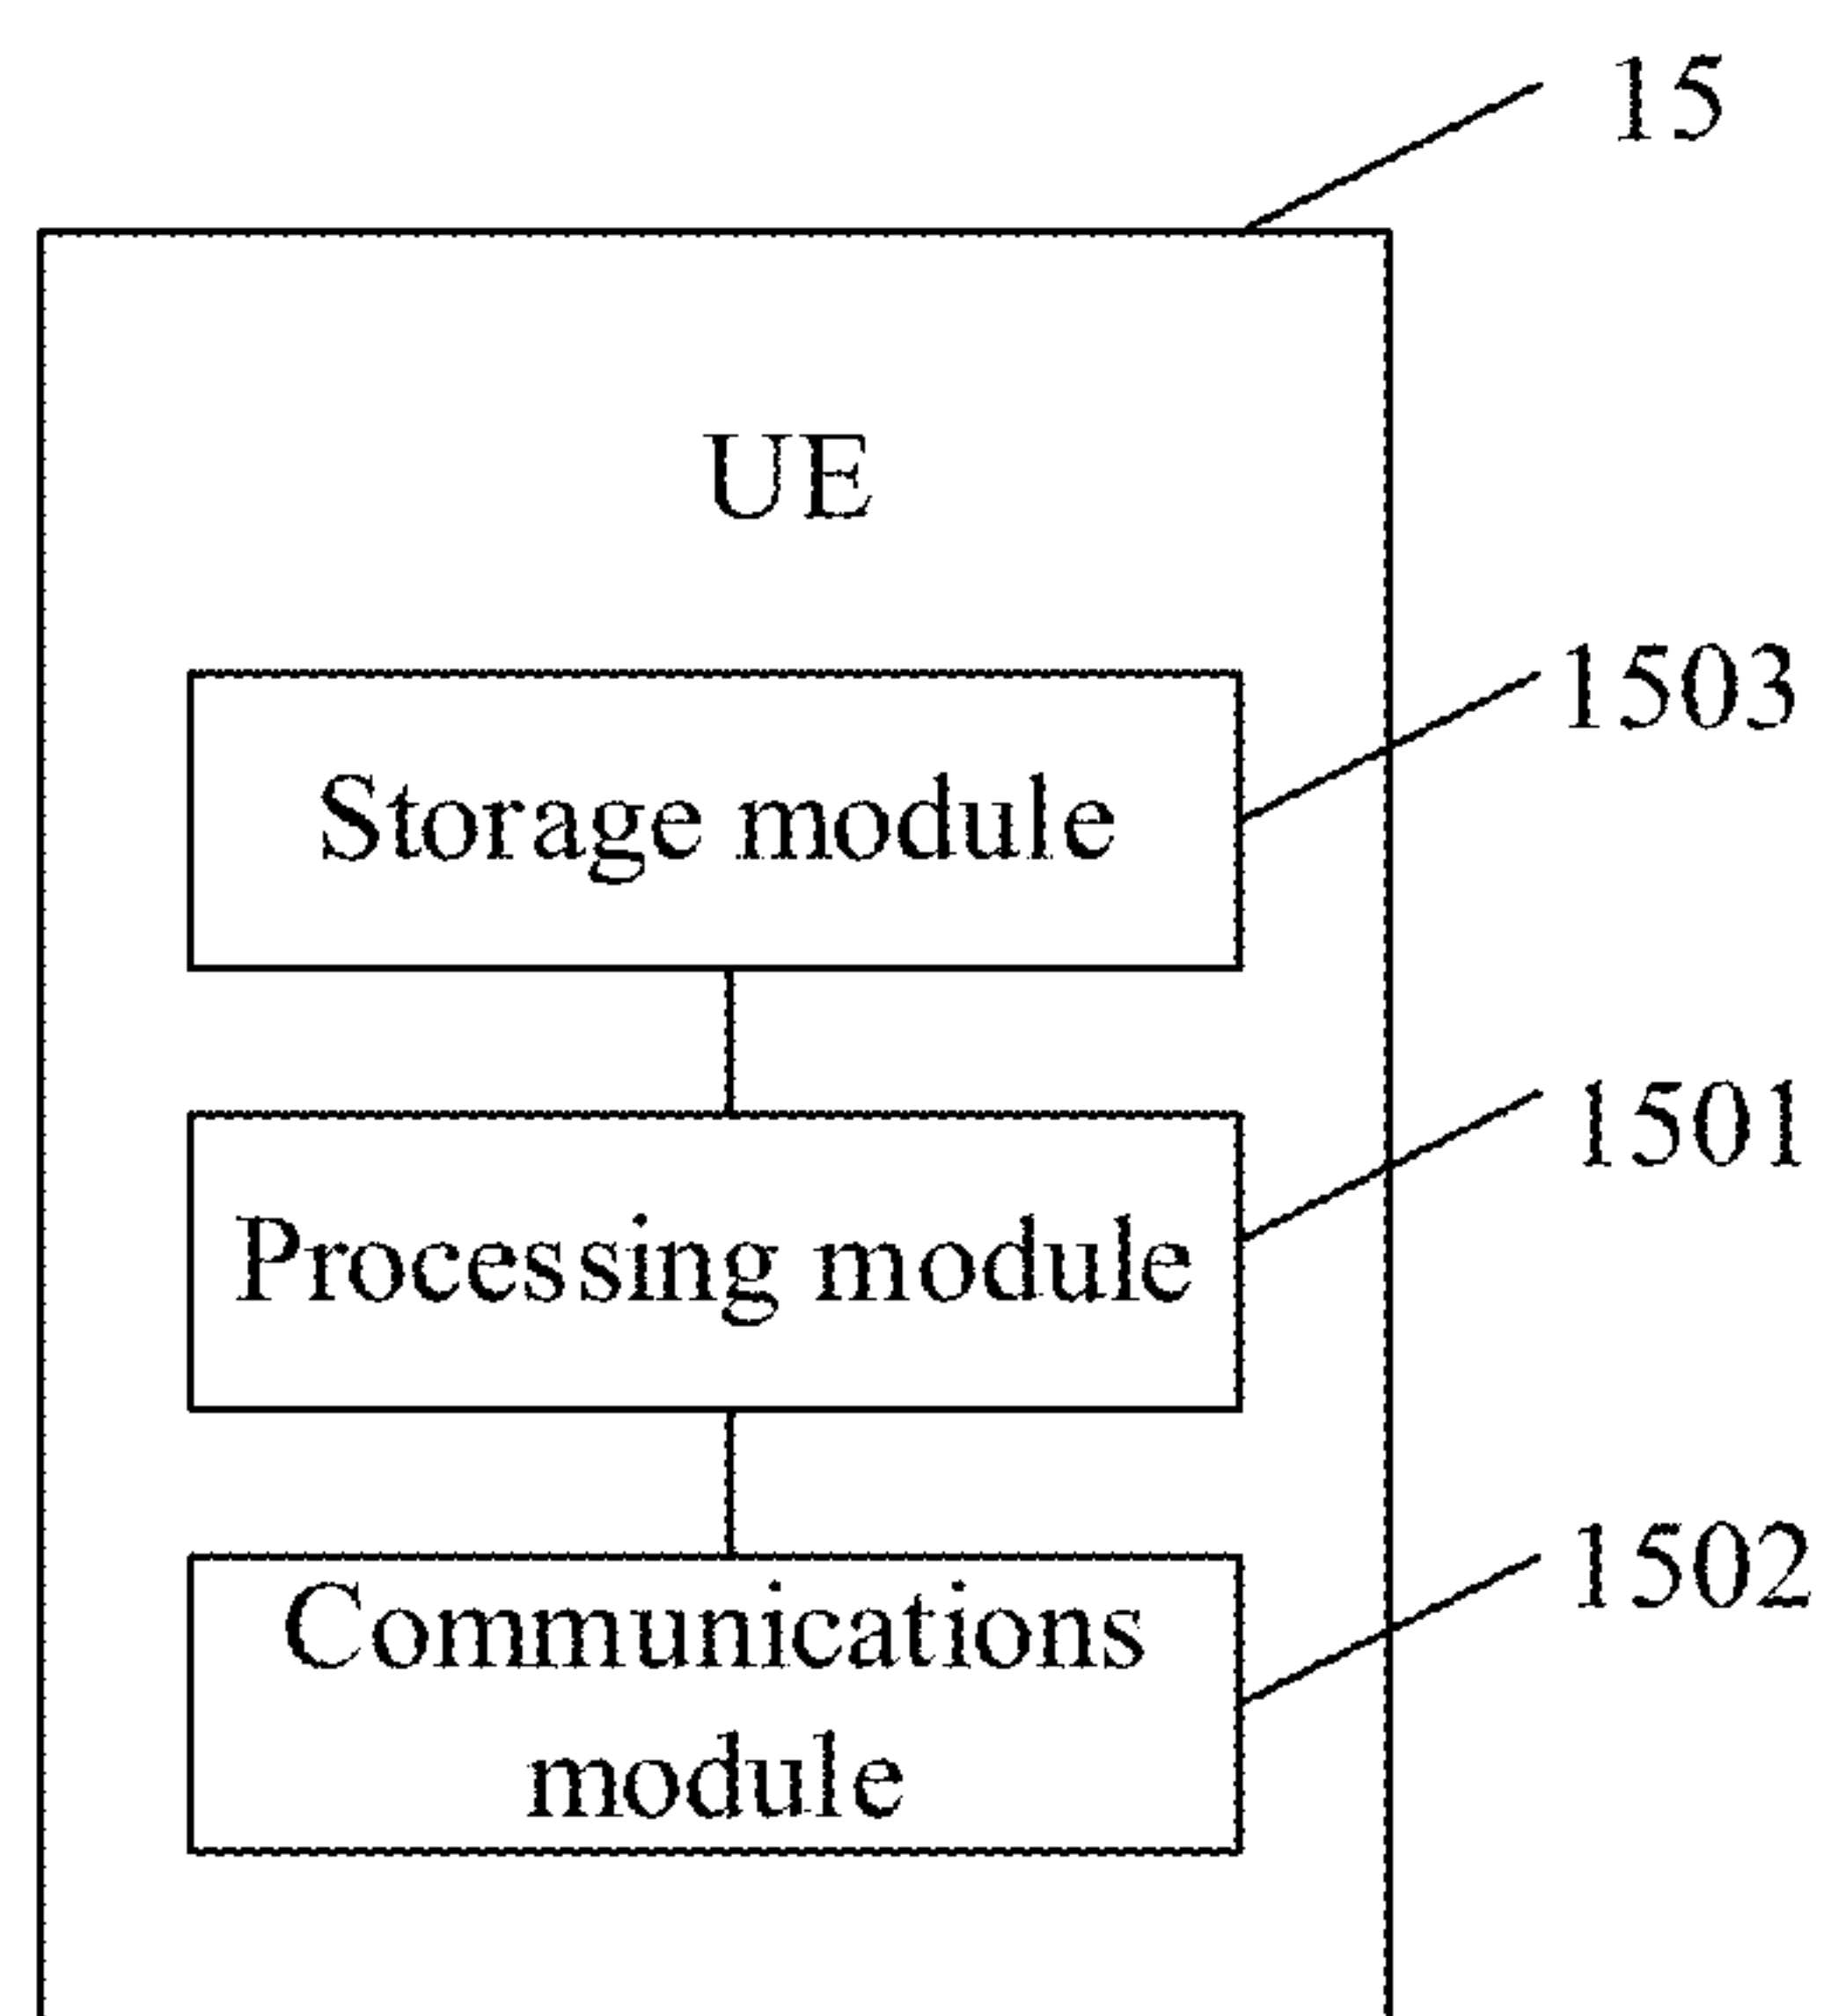 15
UE
1503
Storage module
1501
Processing module
1502
Communications
module